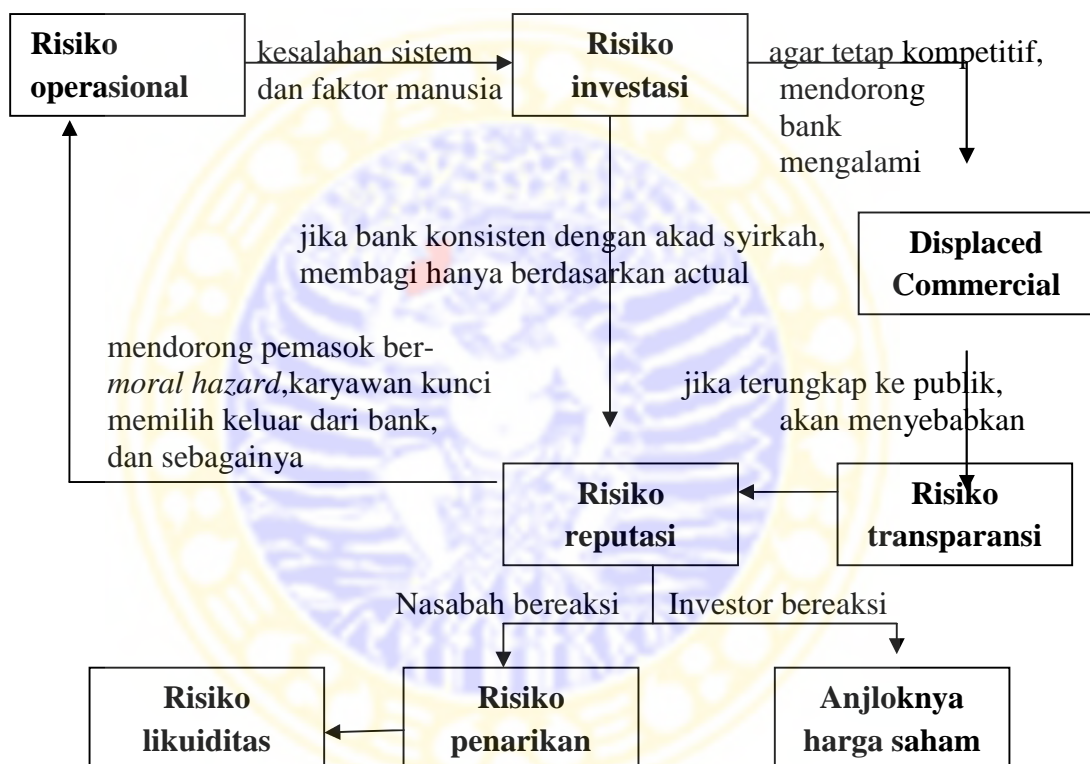 Risiko
operasional
kesalahan sistem
dan faktor manusia
Risiko
investasi
agar tetap kompetitif,
mendorong
bank
mengalami
jika bank konsisten dengan akad syirkah,
membagi hanya berdasarkan actual
Displaced
Commercial
mendorong pemasok ber-
moral hazard,karyawan kunci
memilih keluar dari bank,
dan sebagainya
jika terungkap ke publik,
akan menyebabkan
Risiko
reputasi
Risiko
transparansi
Nasabah bereaksi
Investor bereaksi
Risiko
likuiditas
Risiko
penarikan
Anjloknya
harga saham